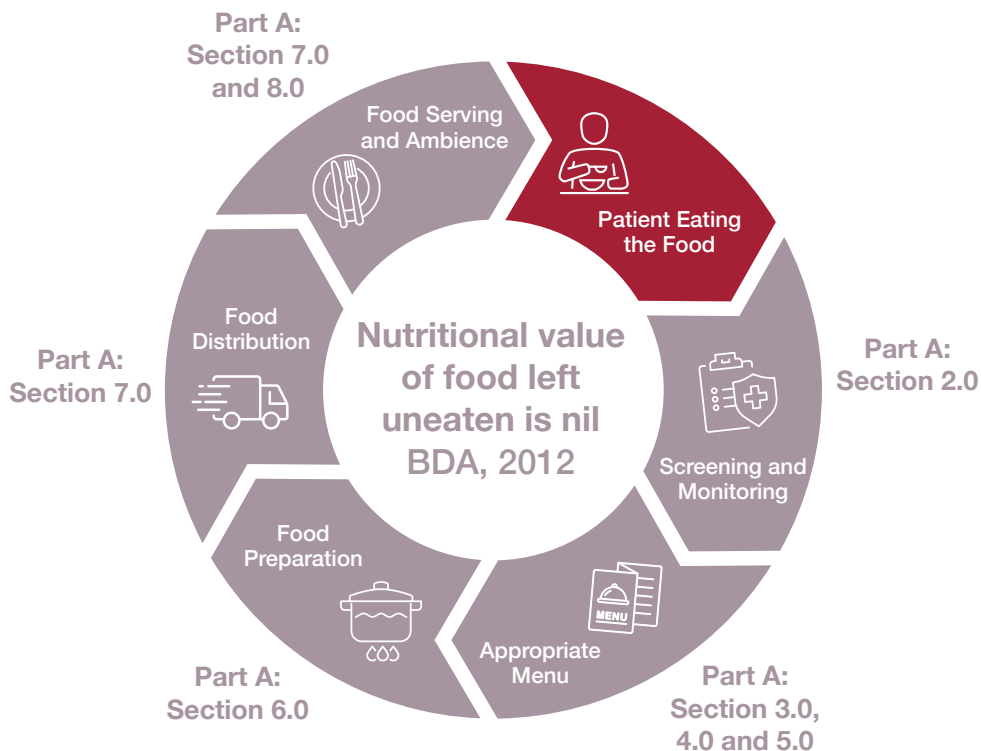 Part A:
Section 7.0
and 8.0
Food Serving
and Ambience
Patient Eating
the Food
Part A:
Section 2.0
Screening and
Monitoring
Appropriate
Menu
MENU
Part A:
Section 3.0,
4.0 and 5.0
Food
Preparation
Part A:
Section 6.0
Food
Distribution
Part A:
Section 7.0
Nutritional value
of food left
uneaten is nil
BDA, 2012